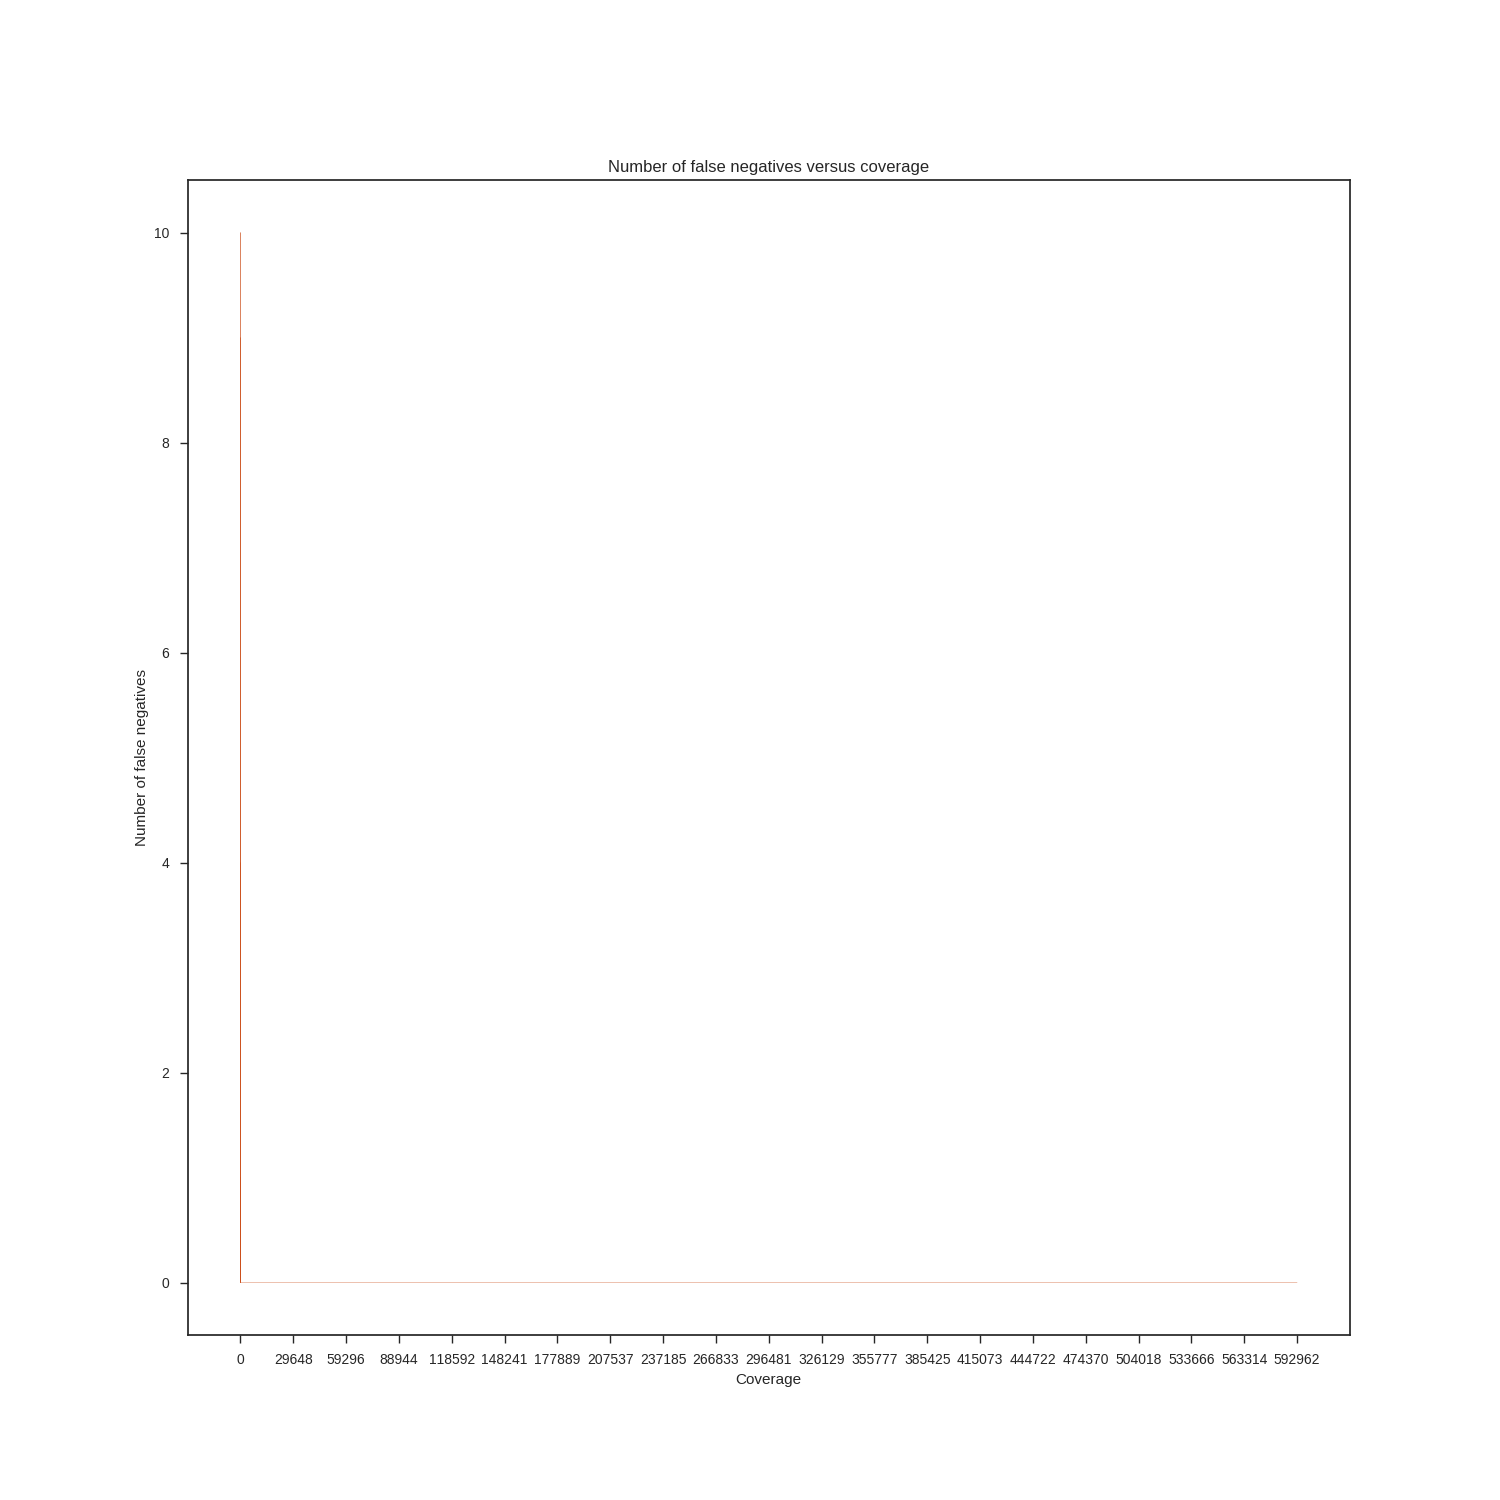 Number of false negatives versus coverage
10
8
6
4
2
0
Number of false negatives
0 29648 59296 88944 118592 148241 177889 207537 237185 266833 296481 326129 355777 385425 415073 444722 474370 504018 533666 563314 592962
Coverage